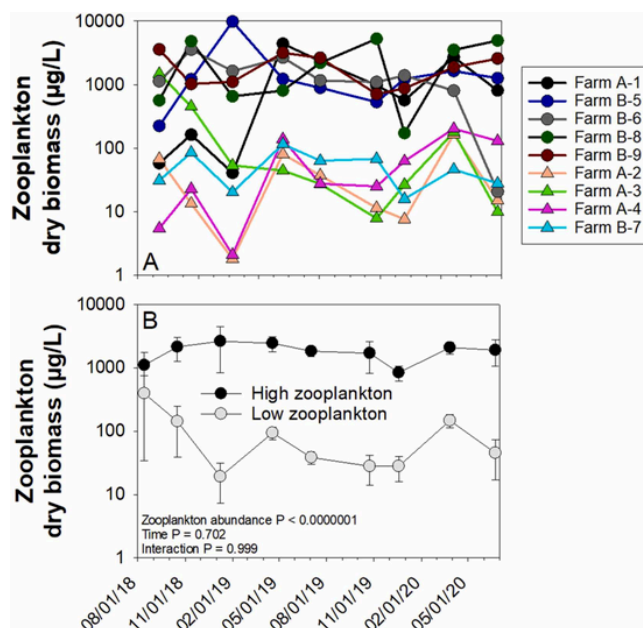 Zooplankton
dry biomass (µg/L)
10000
1000
100
10
1
A
Farm A-1
Farm B-5
Farm B-6
Farm B-8
Farm B-9
Farm A-2
Farm A-3
Farm A-4
Farm B-7
Zooplankton
dry biomass (µg/L)
10000
1000
100
10
1
B
High zooplankton
Low zooplankton
Zooplankton abundance P < 0.0000001
Time P = 0.702
Interaction P = 0.999
08/01/18
11/01/18
02/01/19
05/01/19
08/01/19
11/01/19
02/01/20
05/01/20